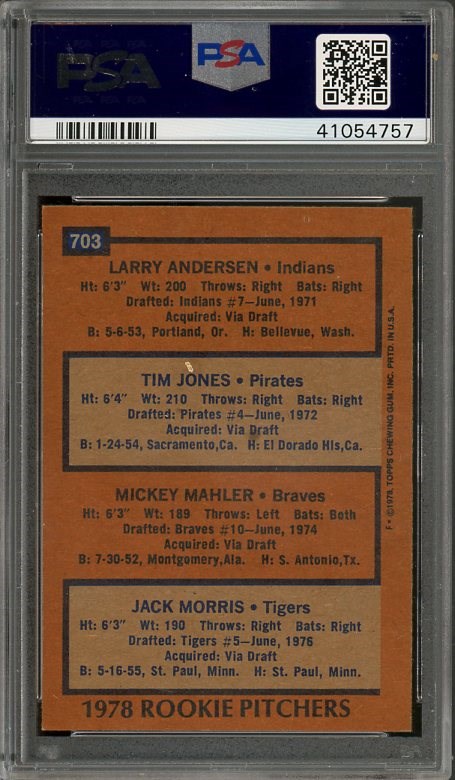 PSA
PSA
41054757
703
LARRY ANDERSEN • Indians
Ht: 6'3" Wt: 200 Throws: Right Bats: Right
Drafted: Indians #7—June, 1971
Acquired: Via Draft
B: 5-6-53, Portland, Or. H: Bellevue, Wash.
TIM JONES • Pirates
Ht: 6'4" Wt: 210 Throws: Right Bats: Right
Drafted: Pirates #4—June, 1972
Acquired: Via Draft
B: 1-24-54, Sacramento,Ca. H: El Dorado Hls,Ca.
MICKEY MAHLER • Braves
Ht: 6'3" Wt: 189 Throws: Left Bats: Both
Drafted: Braves #10—June, 1974
Acquired: Via Draft
B: 7-30-52, Montgomery,Ala. H: S. Antonio,Tx.
JACK MORRIS • Tigers
Ht: 6'3" Wt: 190 Throws: Right Bats: Right
Drafted: Tigers #5—June, 1976
Acquired: Via Draft
B: 5-16-55, St. Paul, Minn. H: St. Paul, Minn.
1978 ROOKIE PITCHERS
F* ©1978, TOPPS CHEWING GUM, INC. PRTD. IN U.S.A.